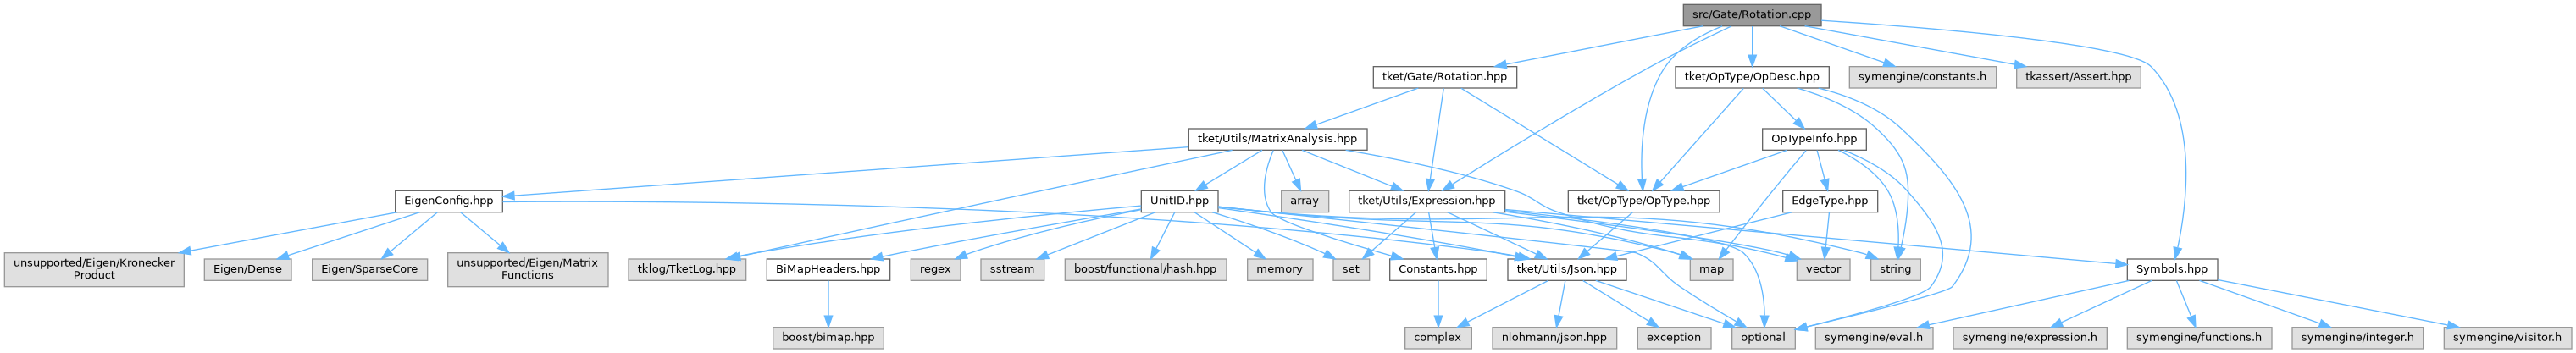 src/Gate/Rotation.cpp
tket/Gate/Rotation.hpp
tket/OpType/OpDesc.hpp
symengine/constants.h
tkassert/Assert.hpp
tket/Utils/MatrixAnalysis.hpp
OpTypeInfo.hpp
EigenConfig.hpp
UnitID.hpp
array
tket/Utils/Expression.hpp
tket/OpType/OpType.hpp
EdgeType.hpp
unsupported/Eigen/Kronecker
Product
Eigen/Dense
Eigen/SparseCore
unsupported/Eigen/Matrix
Functions
tklog/TketLog.hpp
BiMapHeaders.hpp
regex
sstream
boost/functional/hash.hpp
memory
set
Constants.hpp
tket/Utils/Json.hpp
map
vector
string
Symbols.hpp
boost/bimap.hpp
complex
nlohmann/json.hpp
exception
optional
symengine/eval.h
symengine/expression.h
symengine/functions.h
symengine/integer.h
symengine/visitor.h